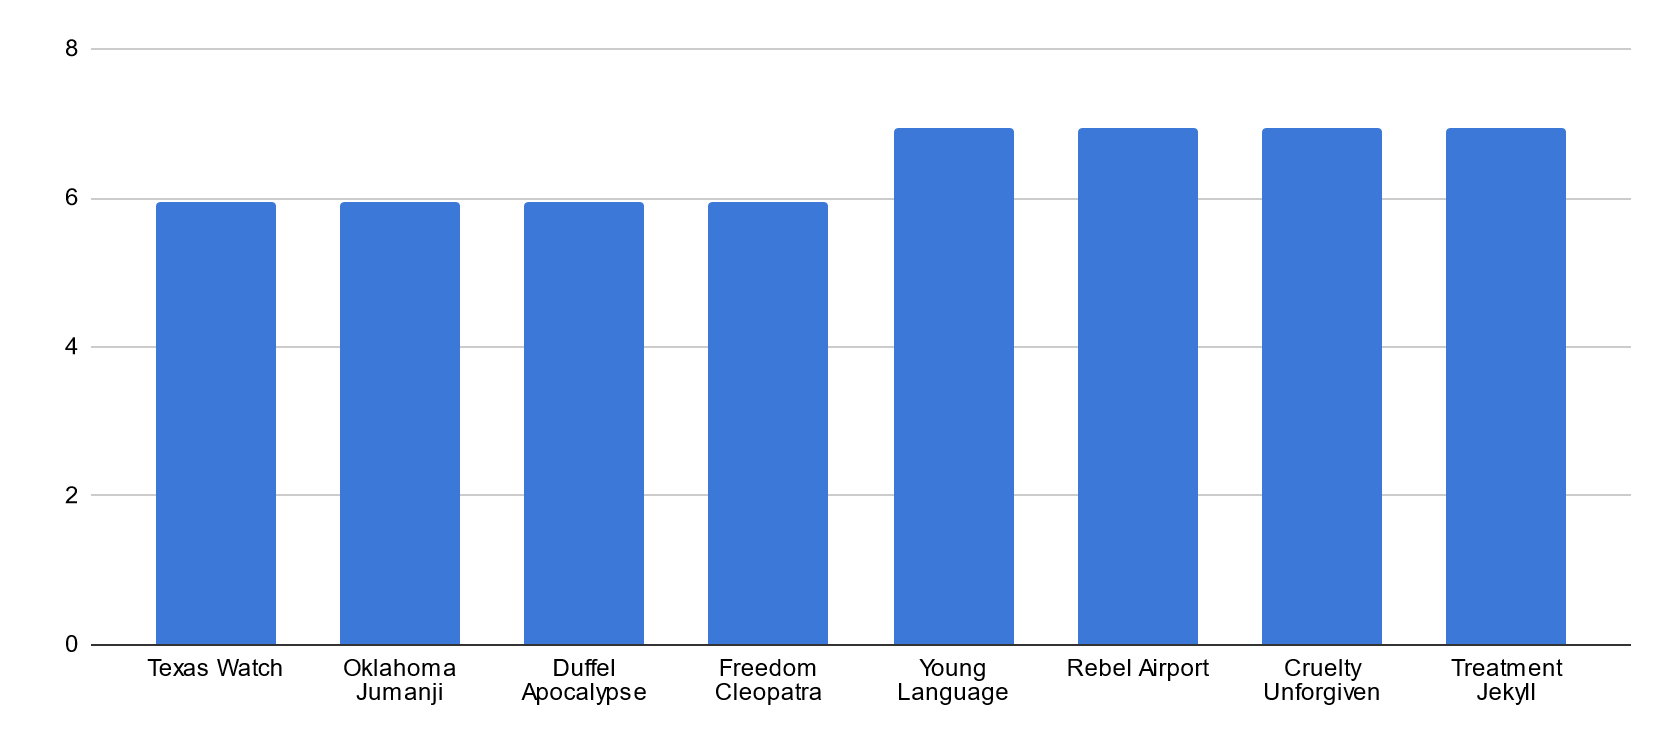 8
6
4
2
0
Texas Watch
Oklahoma
Jumanji
Duffel
Apocalypse
Freedom
Cleopatra
Young
Language
Rebel Airport
Cruelty
Unforgiven
Treatment
Jekyll